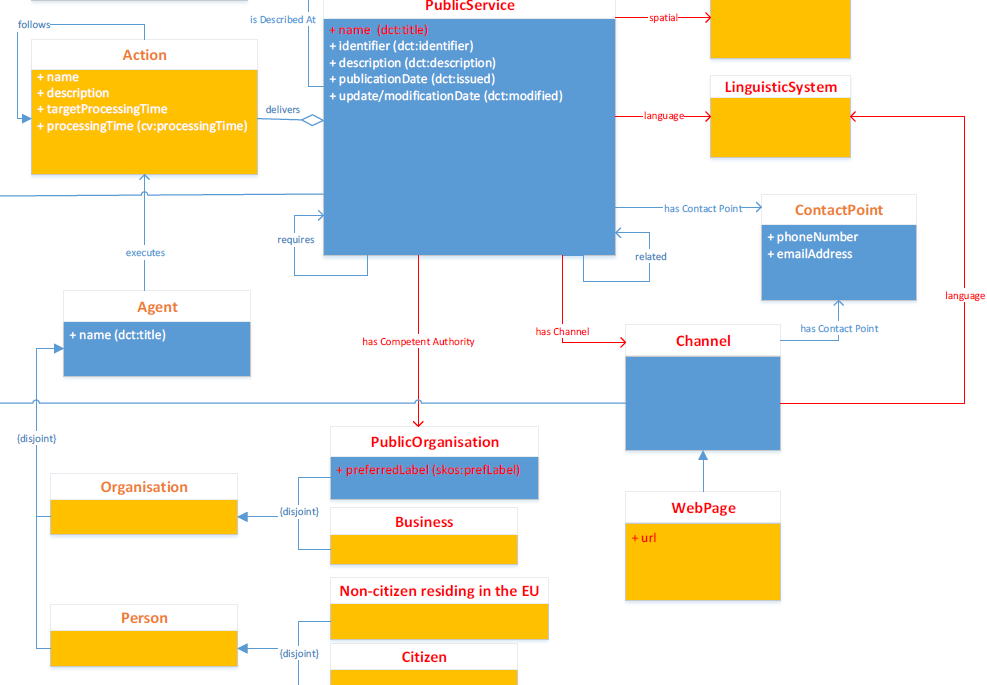 PublicService
is Described At
follows
Action
+ name
+ description
+ targetProcessingTime
+ processingTime (cv:processingTime)
delivers
+ name (dct:title)
+ identifier (dct:identifier)
+ description (dct:description)
+ publicationDate (dct:issued)
+ update/modificationDate (dct:modified)
spatial
LinguisticSystem
language
has Contact Point
ContactPoint
+ phoneNumber
+ emailAddress
requires
related
executes
Agent
+ name (dct:title)
has Competent Authority
has Channel
Channel
has Contact Point
language
{disjoint}
PublicOrganisation
+ preferredLabel (skos:prefLabel)
Organisation
{disjoint}
Business
WebPage
+ url
Non-citizen residing in the EU
Person
{disjoint}
Citizen